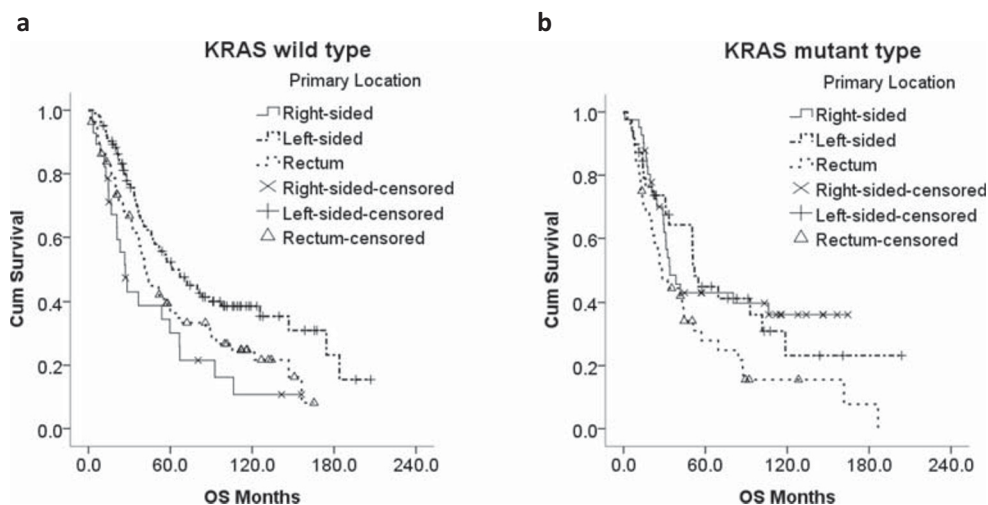 a
KRAS wild type
Primary Location
Right-sided
Left-sided
Rectum
Right-sided-censored
Left-sided-censored
Rectum-censored
Cum Survival
1.0
0.8
0.6
0.4
0.2
0.0
0.0 60.0 120.0 180.0 240.0
OS Months
b
KRAS mutant type
Primary Location
Right-sided
Left-sided
Rectum
Right-sided-censored
Left-sided-censored
Rectum-censored
Cum Survival
1.0
0.8
0.6
0.4
0.2
0.0
0.0 60.0 120.0 180.0 240.0
OS Months